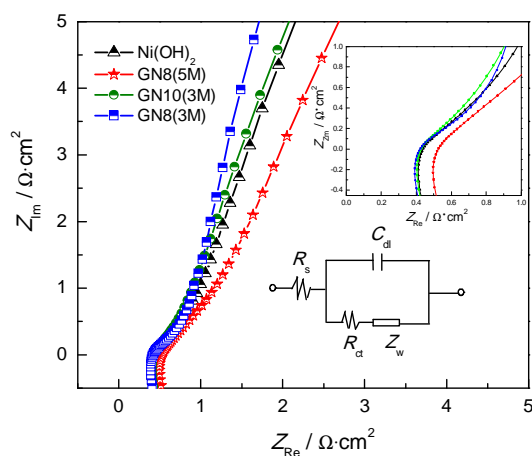 Ni(OH)₂
GN8(5M)
GN10(3M)
GN8(3M)
5
4
3
2
1
0
Z_Im / Ω·cm²
0 1 2 3 4 5
Z_Re / Ω·cm²
1.0
0.8
0.6
0.4
0.2
0.0
-0.2
-0.4
Z_Zm / Ω*cm²
0.0 0.2 0.4 0.6 0.8 1.0
Z_Re / Ω*cm²
C_dl
R_s
R_ct Z_w